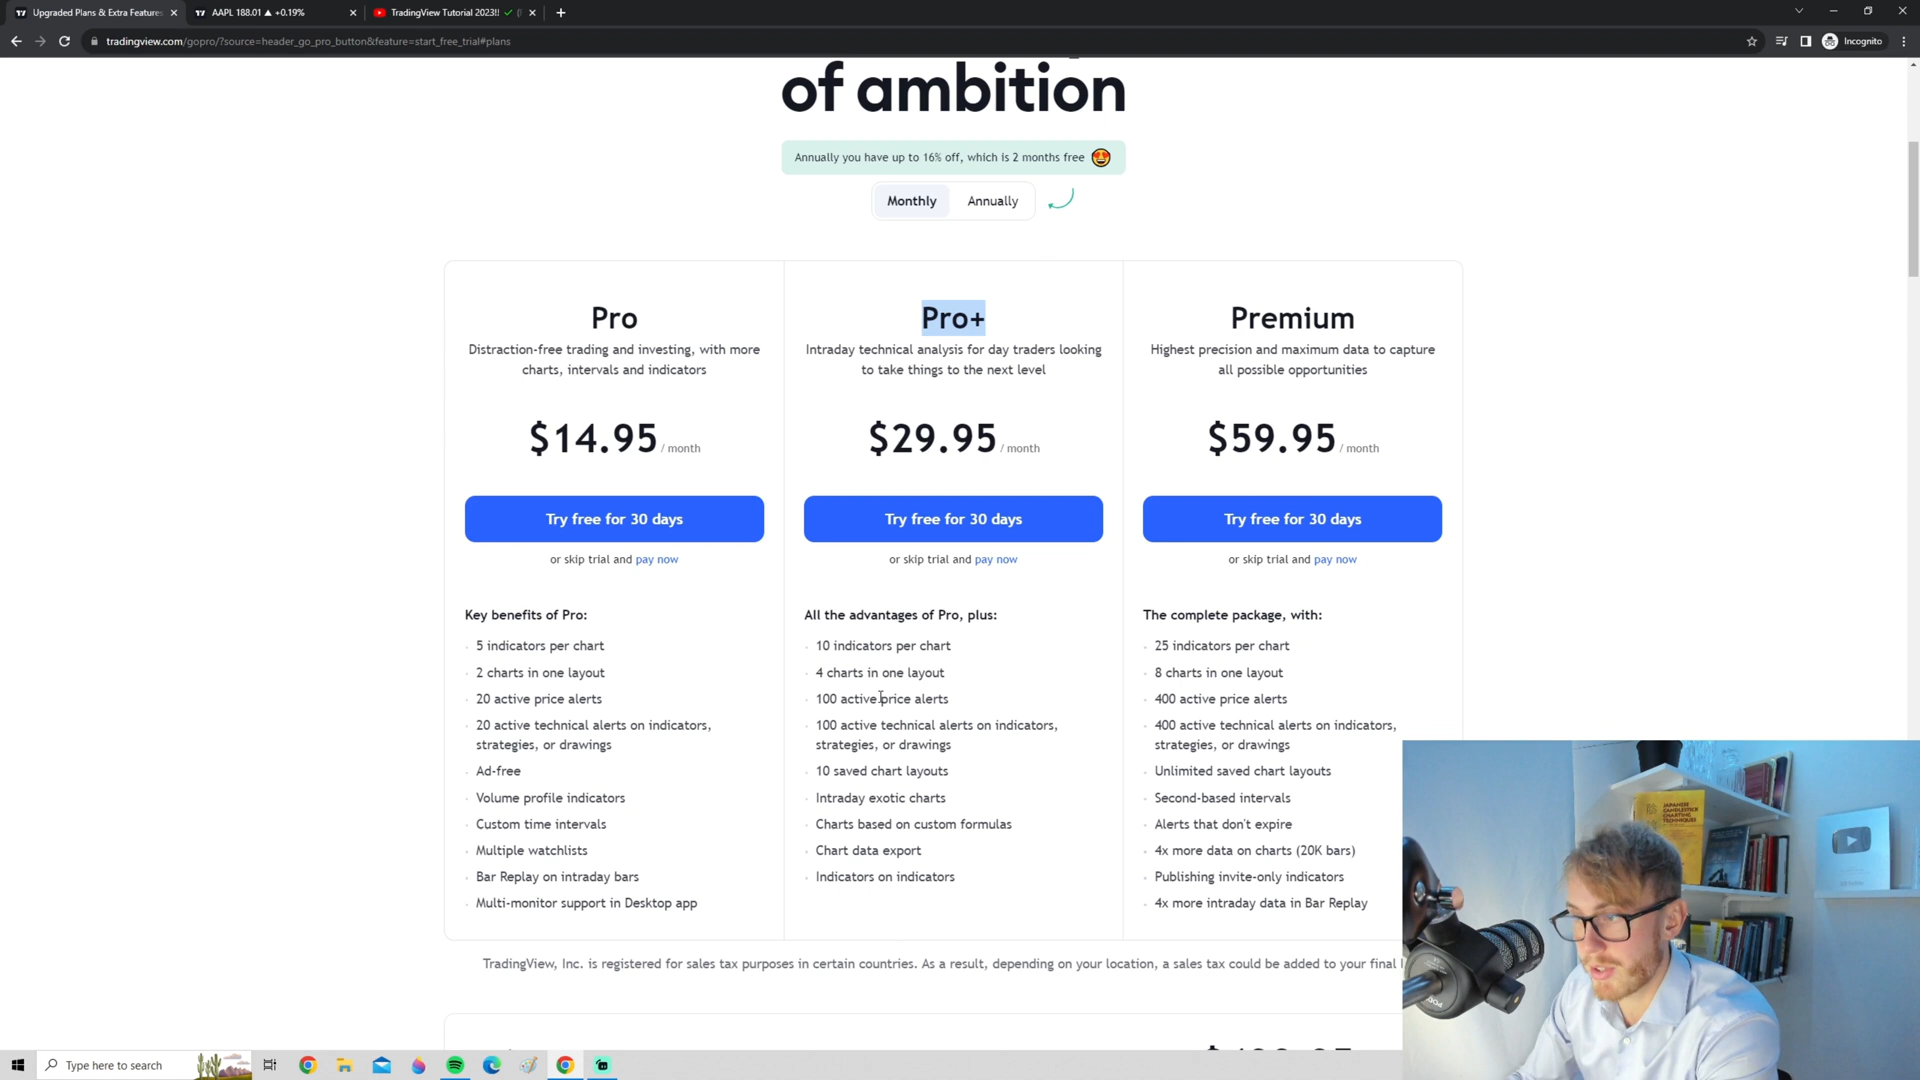 Upgraded Plans & Extra Features
AAPL 188.01 ▲ +0.19%
TradingView Tutorial 2023!!
tradingview.com/gopro/?source=header_go_pro_button&feature=start_free_trial#plans
Incognito
of ambition
Annually you have up to 16% off, which is 2 months free
Monthly
Annually
Pro
Distraction-free trading and investing, with more
charts, intervals and indicators
$14.95 / month
Try free for 30 days
or skip trial and pay now
Key benefits of Pro:
5 indicators per chart
2 charts in one layout
20 active price alerts
20 active technical alerts on indicators,
strategies, or drawings
Ad-free
Volume profile indicators
Custom time intervals
Multiple watchlists
Bar Replay on intraday bars
Multi-monitor support in Desktop app
Pro+
Intraday technical analysis for day traders looking
to take things to the next level
$29.95 / month
Try free for 30 days
or skip trial and pay now
All the advantages of Pro, plus:
10 indicators per chart
4 charts in one layout
100 active price alerts
100 active technical alerts on indicators,
strategies, or drawings
10 saved chart layouts
Intraday exotic charts
Charts based on custom formulas
Chart data export
Indicators on indicators
Premium
Highest precision and maximum data to capture
all possible opportunities
$59.95 / month
Try free for 30 days
or skip trial and pay now
The complete package, with:
25 indicators per chart
8 charts in one layout
400 active price alerts
400 active technical alerts on indicators,
strategies, or drawings
Unlimited saved chart layouts
Second-based intervals
Alerts that don't expire
4x more data on charts (20K bars)
Publishing invite-only indicators
4x more intraday data in Bar Replay
TradingView, Inc. is registered for sales tax purposes in certain countries. As a result, depending on your location, a sales tax could be added to your final
JAPANESE
CANDLESTICK
CHARTING
TECHNIQUES
Type here to search